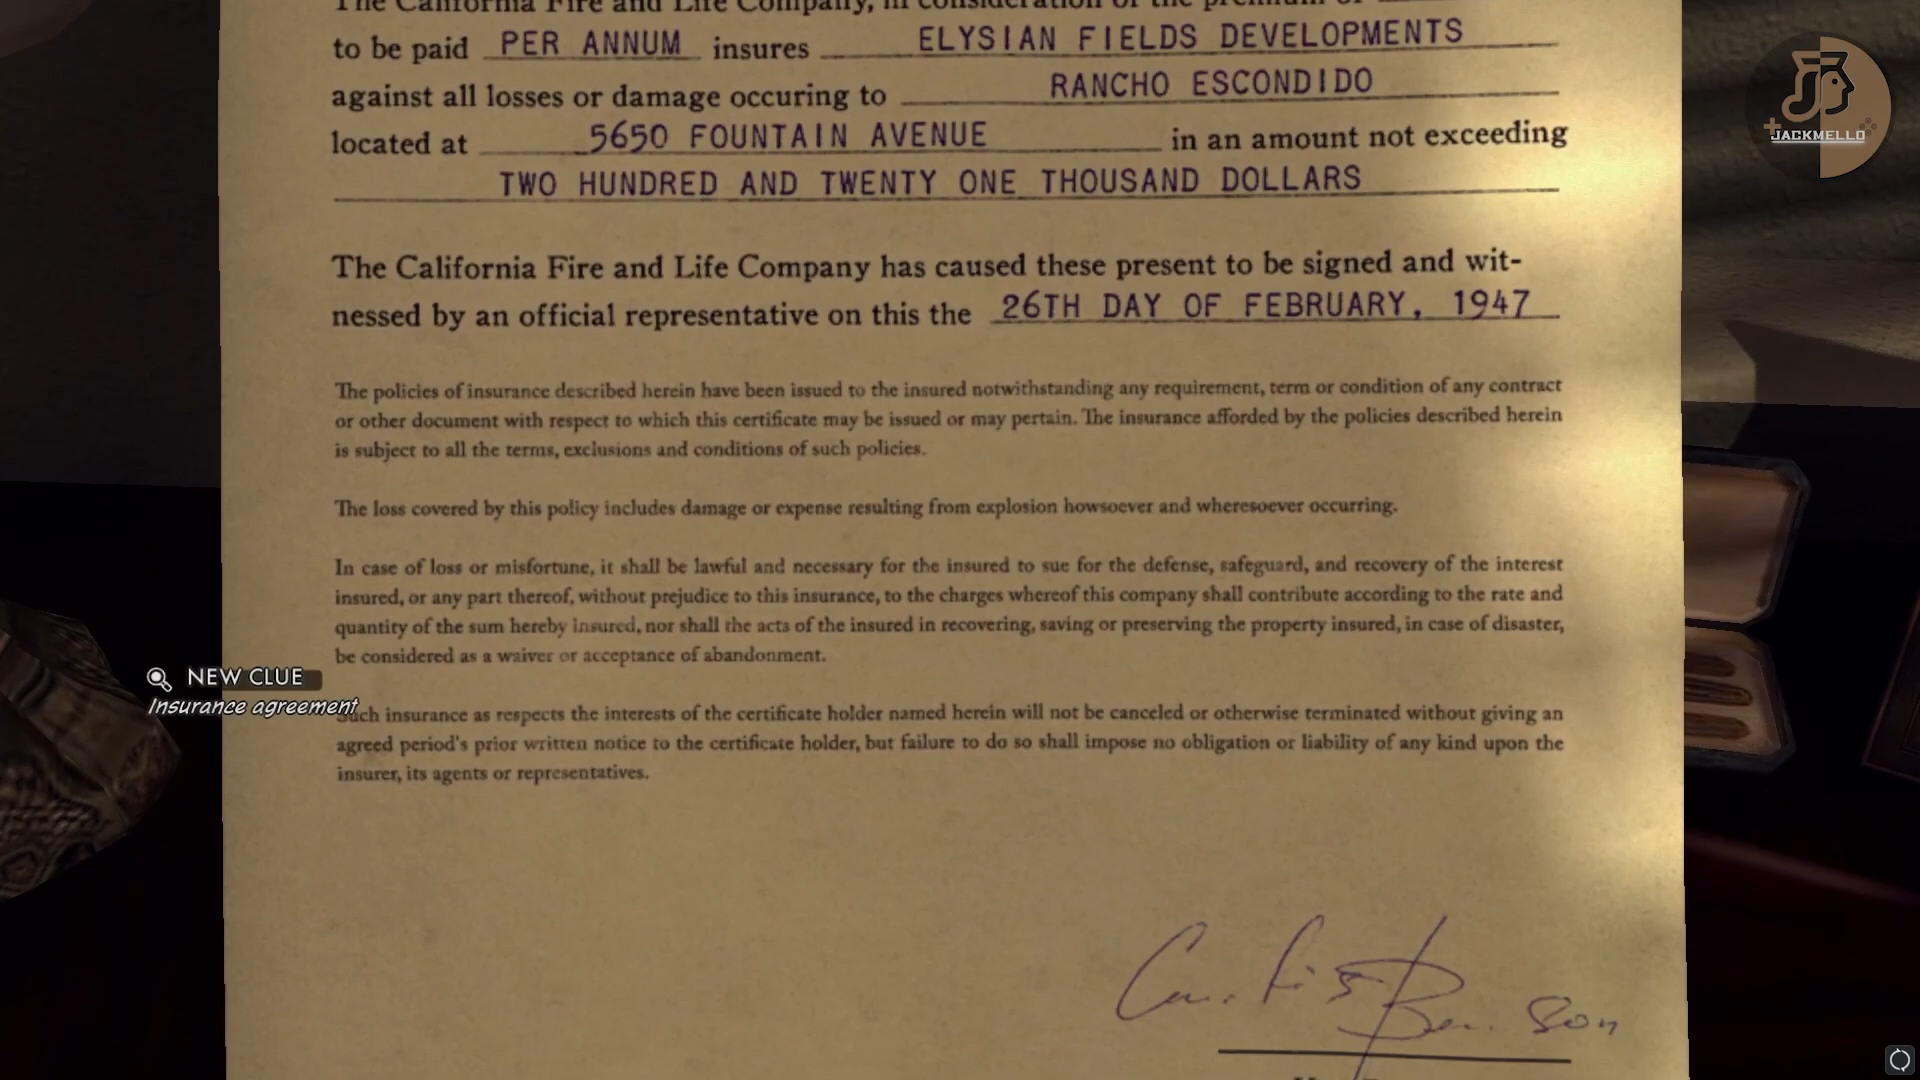 The California Fire and Life Company, in consideration of the premium of
to be paid PER ANNUM insures ELYSIAN FIELDS DEVELOPMENTS
against all losses or damage occuring to RANCHO ESCONDIDO
located at 5650 FOUNTAIN AVENUE in an amount not exceeding
TWO HUNDRED AND TWENTY ONE THOUSAND DOLLARS
The California Fire and Life Company has caused these present to be signed and wit-
nessed by an official representative on this the 26TH DAY OF FEBRUARY, 1947
The policies of insurance described herein have been issued to the insured notwithstanding any requirement, term or condition of any contract
or other document with respect to which this certificate may be issued or may pertain. The insurance afforded by the policies described herein
is subject to all the terms, exclusions and conditions of such policies.
The loss covered by this policy includes damage or expense resulting from explosion howsoever and wheresoever occurring.
In case of loss or misfortune, it shall be lawful and necessary for the insured to sue for the defense, safeguard, and recovery of the interest
insured, or any part thereof, without prejudice to this insurance, to the charges whereof this company shall contribute according to the rate and
quantity of the sum hereby insured, nor shall the acts of the insured in recovering, saving or preserving the property insured, in case of disaster,
be considered as a waiver or acceptance of abandonment.
Such insurance as respects the interests of the certificate holder named herein will not be canceled or otherwise terminated without giving an
agreed period's prior written notice to the certificate holder, but failure to do so shall impose no obligation or liability of any kind upon the
insurer, its agents or representatives.
Curtis Benson
NEW CLUE
Insurance agreement
JACKMELLO